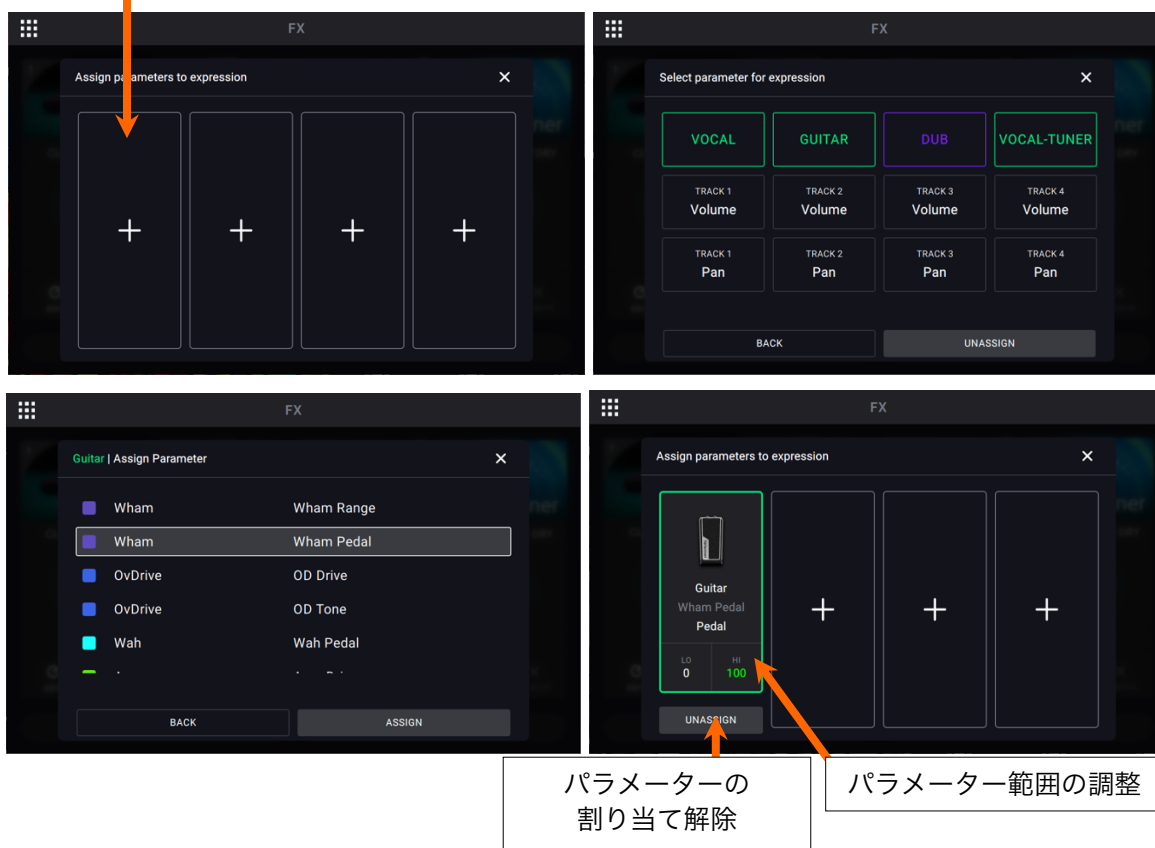 FX
Assign parameters to expression
FX
Select parameter for expression
VOCAL GUITAR DUB VOCAL-TUNER
TRACK 1 TRACK 2 TRACK 3 TRACK 4
Volume Volume Volume Volume
TRACK 1 TRACK 2 TRACK 3 TRACK 4
Pan Pan Pan Pan
BACK UNASSIGN
FX
Guitar | Assign Parameter
Wham Wham Range
Wham Wham Pedal
OvDrive OD Drive
OvDrive OD Tone
Wah Wah Pedal
BACK ASSIGN
FX
Assign parameters to expression
Guitar
Wham Pedal
Pedal
LO HI
0 100
UNASSIGN
パラメーターの
割り当て解除
パラメーター範囲の調整